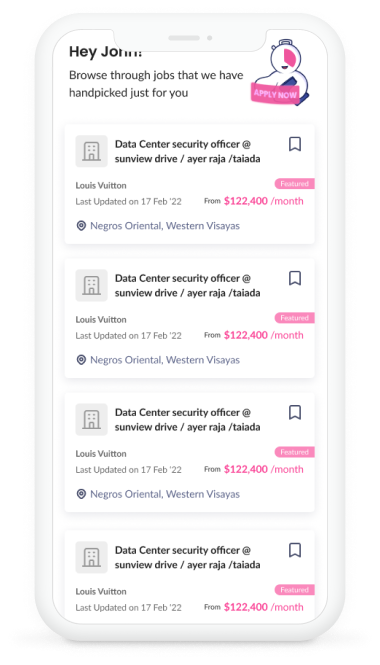 Hey John!
Browse through jobs that we have
handpicked just for you
APPLY NOW
Data Center security officer @
sunview drive / ayer raja /taiada
Louis Vuitton
Featured
Last Updated on 17 Feb '22 From $122,400 /month
Negros Oriental, Western Visayas
Data Center security officer @
sunview drive / ayer raja /taiada
Louis Vuitton
Featured
Last Updated on 17 Feb '22 From $122,400 /month
Negros Oriental, Western Visayas
Data Center security officer @
sunview drive / ayer raja /taiada
Louis Vuitton
Featured
Last Updated on 17 Feb '22 From $122,400 /month
Negros Oriental, Western Visayas
Data Center security officer @
sunview drive / ayer raja /taiada
Louis Vuitton
Featured
Last Updated on 17 Feb '22 From $122,400 /month